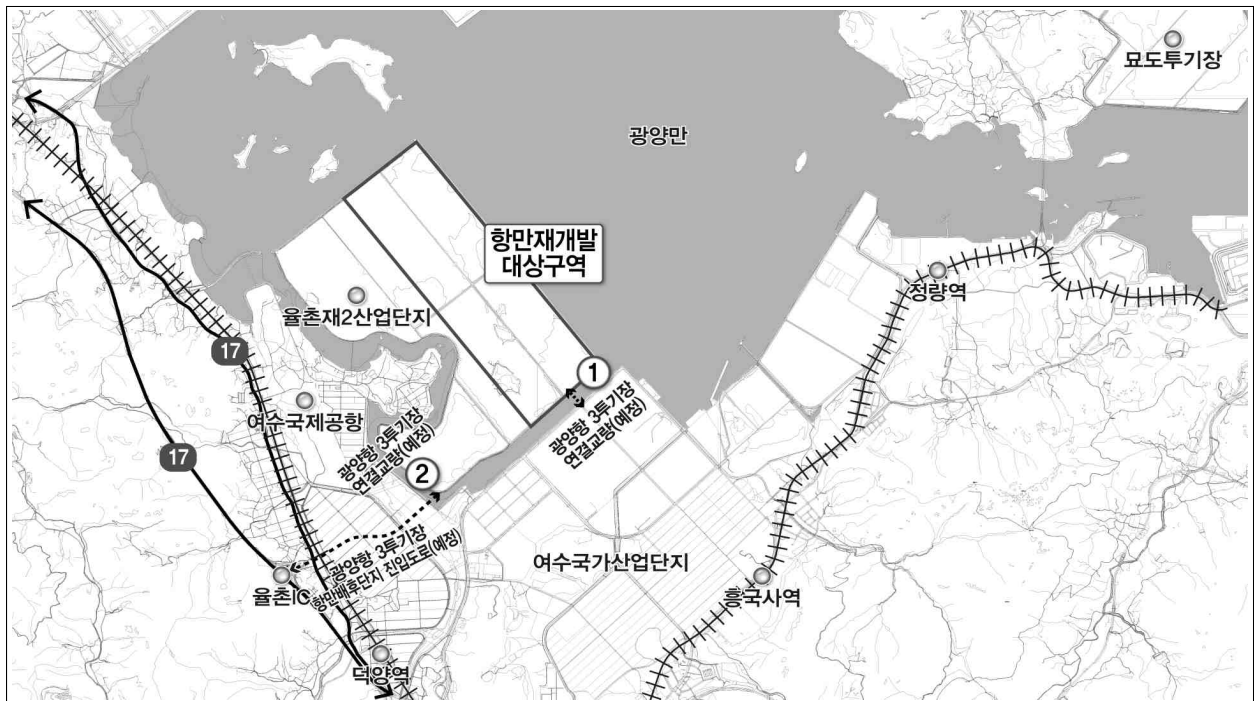 묘도투기장
광양만
항만재개발
대상구역
정량역
율촌재2산업단지
17
1
여수국제공항
광양항 3투기장
연결교량(예정)
광양항 3투기장
연결교량(예정)
17
2
여수국가산업단지
광양항 3투기장
항만배후단지 진입도로(예정)
율촌IC
흥국사역
덕양역